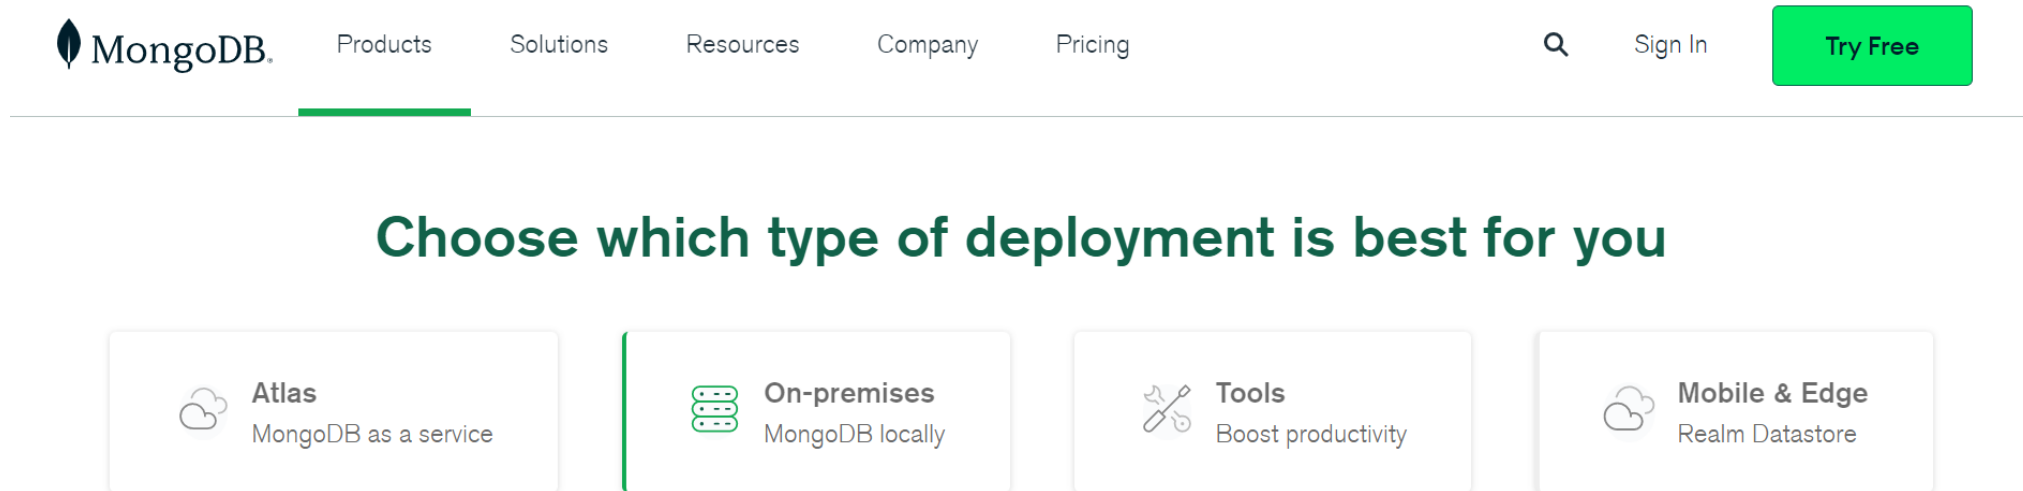 MongoDB. Products Solutions Resources Company Pricing Sign In Try Free
Choose which type of deployment is best for you
Atlas
MongoDB as a service
On-premises
MongoDB locally
Tools
Boost productivity
Mobile & Edge
Realm Datastore